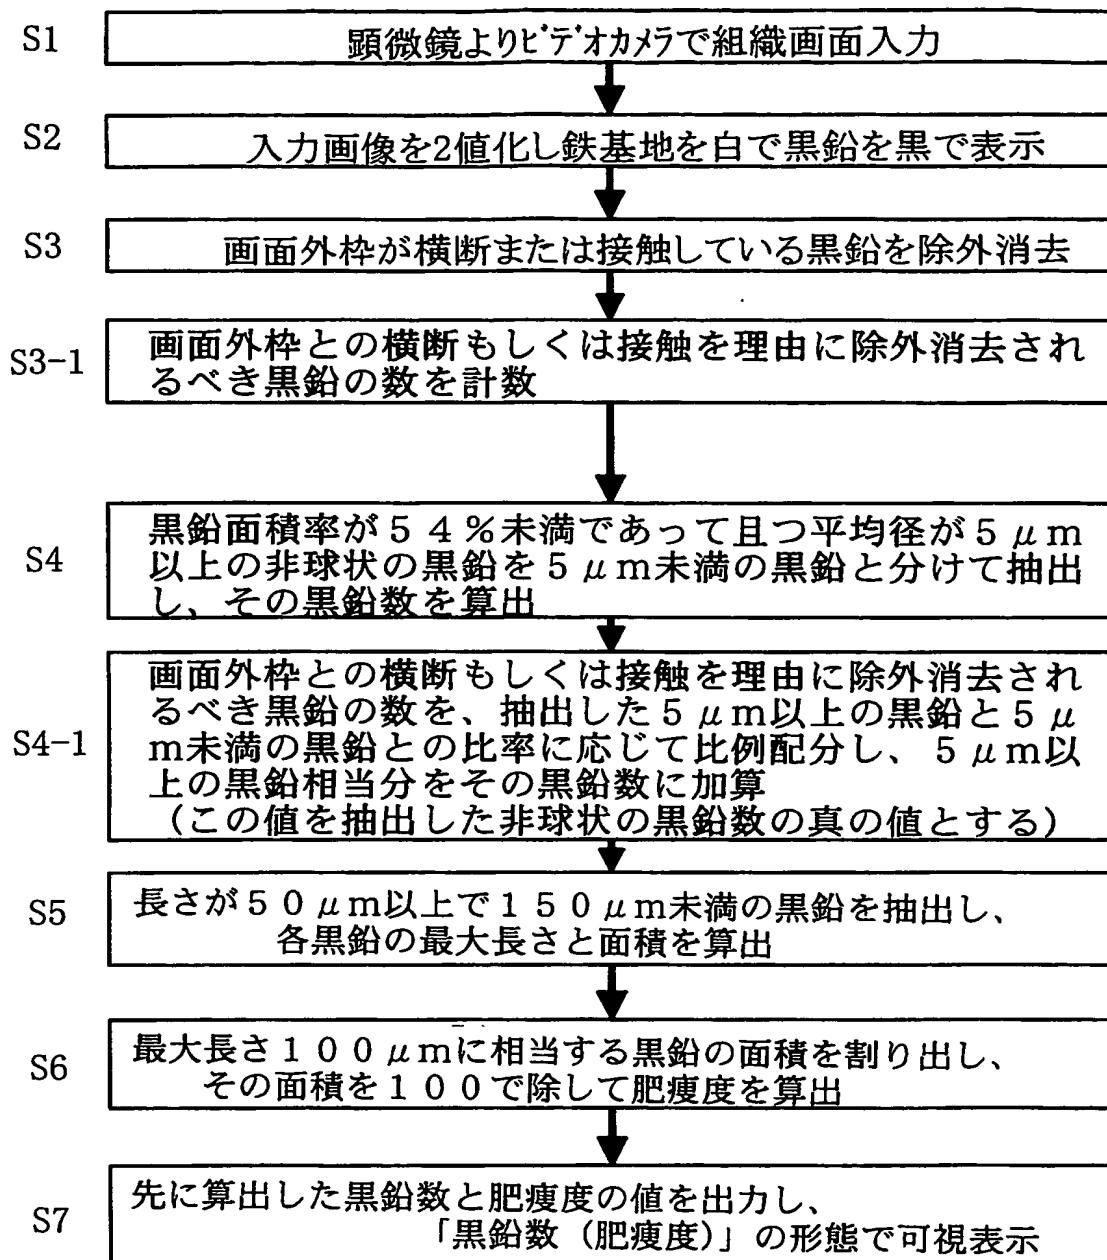 S1
顕微鏡よりﾋﾞﾃﾞｵｶﾒﾗで組織画面入力
S2
入力画像を2値化し鉄基地を白で黒鉛を黒で表示
S3
画面外枠が横断または接触している黒鉛を除外消去
S3-1
画面外枠との横断もしくは接触を理由に除外消去され
るべき黒鉛の数を計数
S4
黒鉛面積率が５４％未満であって且つ平均径が５μｍ
以上の非球状の黒鉛を５μｍ未満の黒鉛と分けて抽出
し、その黒鉛数を算出
S4-1
画面外枠との横断もしくは接触を理由に除外消去され
るべき黒鉛の数を、抽出した５μｍ以上の黒鉛と５μ
ｍ未満の黒鉛との比率に応じて比例配分し、５μｍ以
上の黒鉛相当分をその黒鉛数に加算
（この値を抽出した非球状の黒鉛数の真の値とする）
S5
長さが５０μｍ以上で１５０μｍ未満の黒鉛を抽出し、
各黒鉛の最大長さと面積を算出
S6
最大長さ１００μｍに相当する黒鉛の面積を割り出し、
その面積を１００で除して肥痩度を算出
S7
先に算出した黒鉛数と肥痩度の値を出力し、
「黒鉛数（肥痩度）」の形態で可視表示